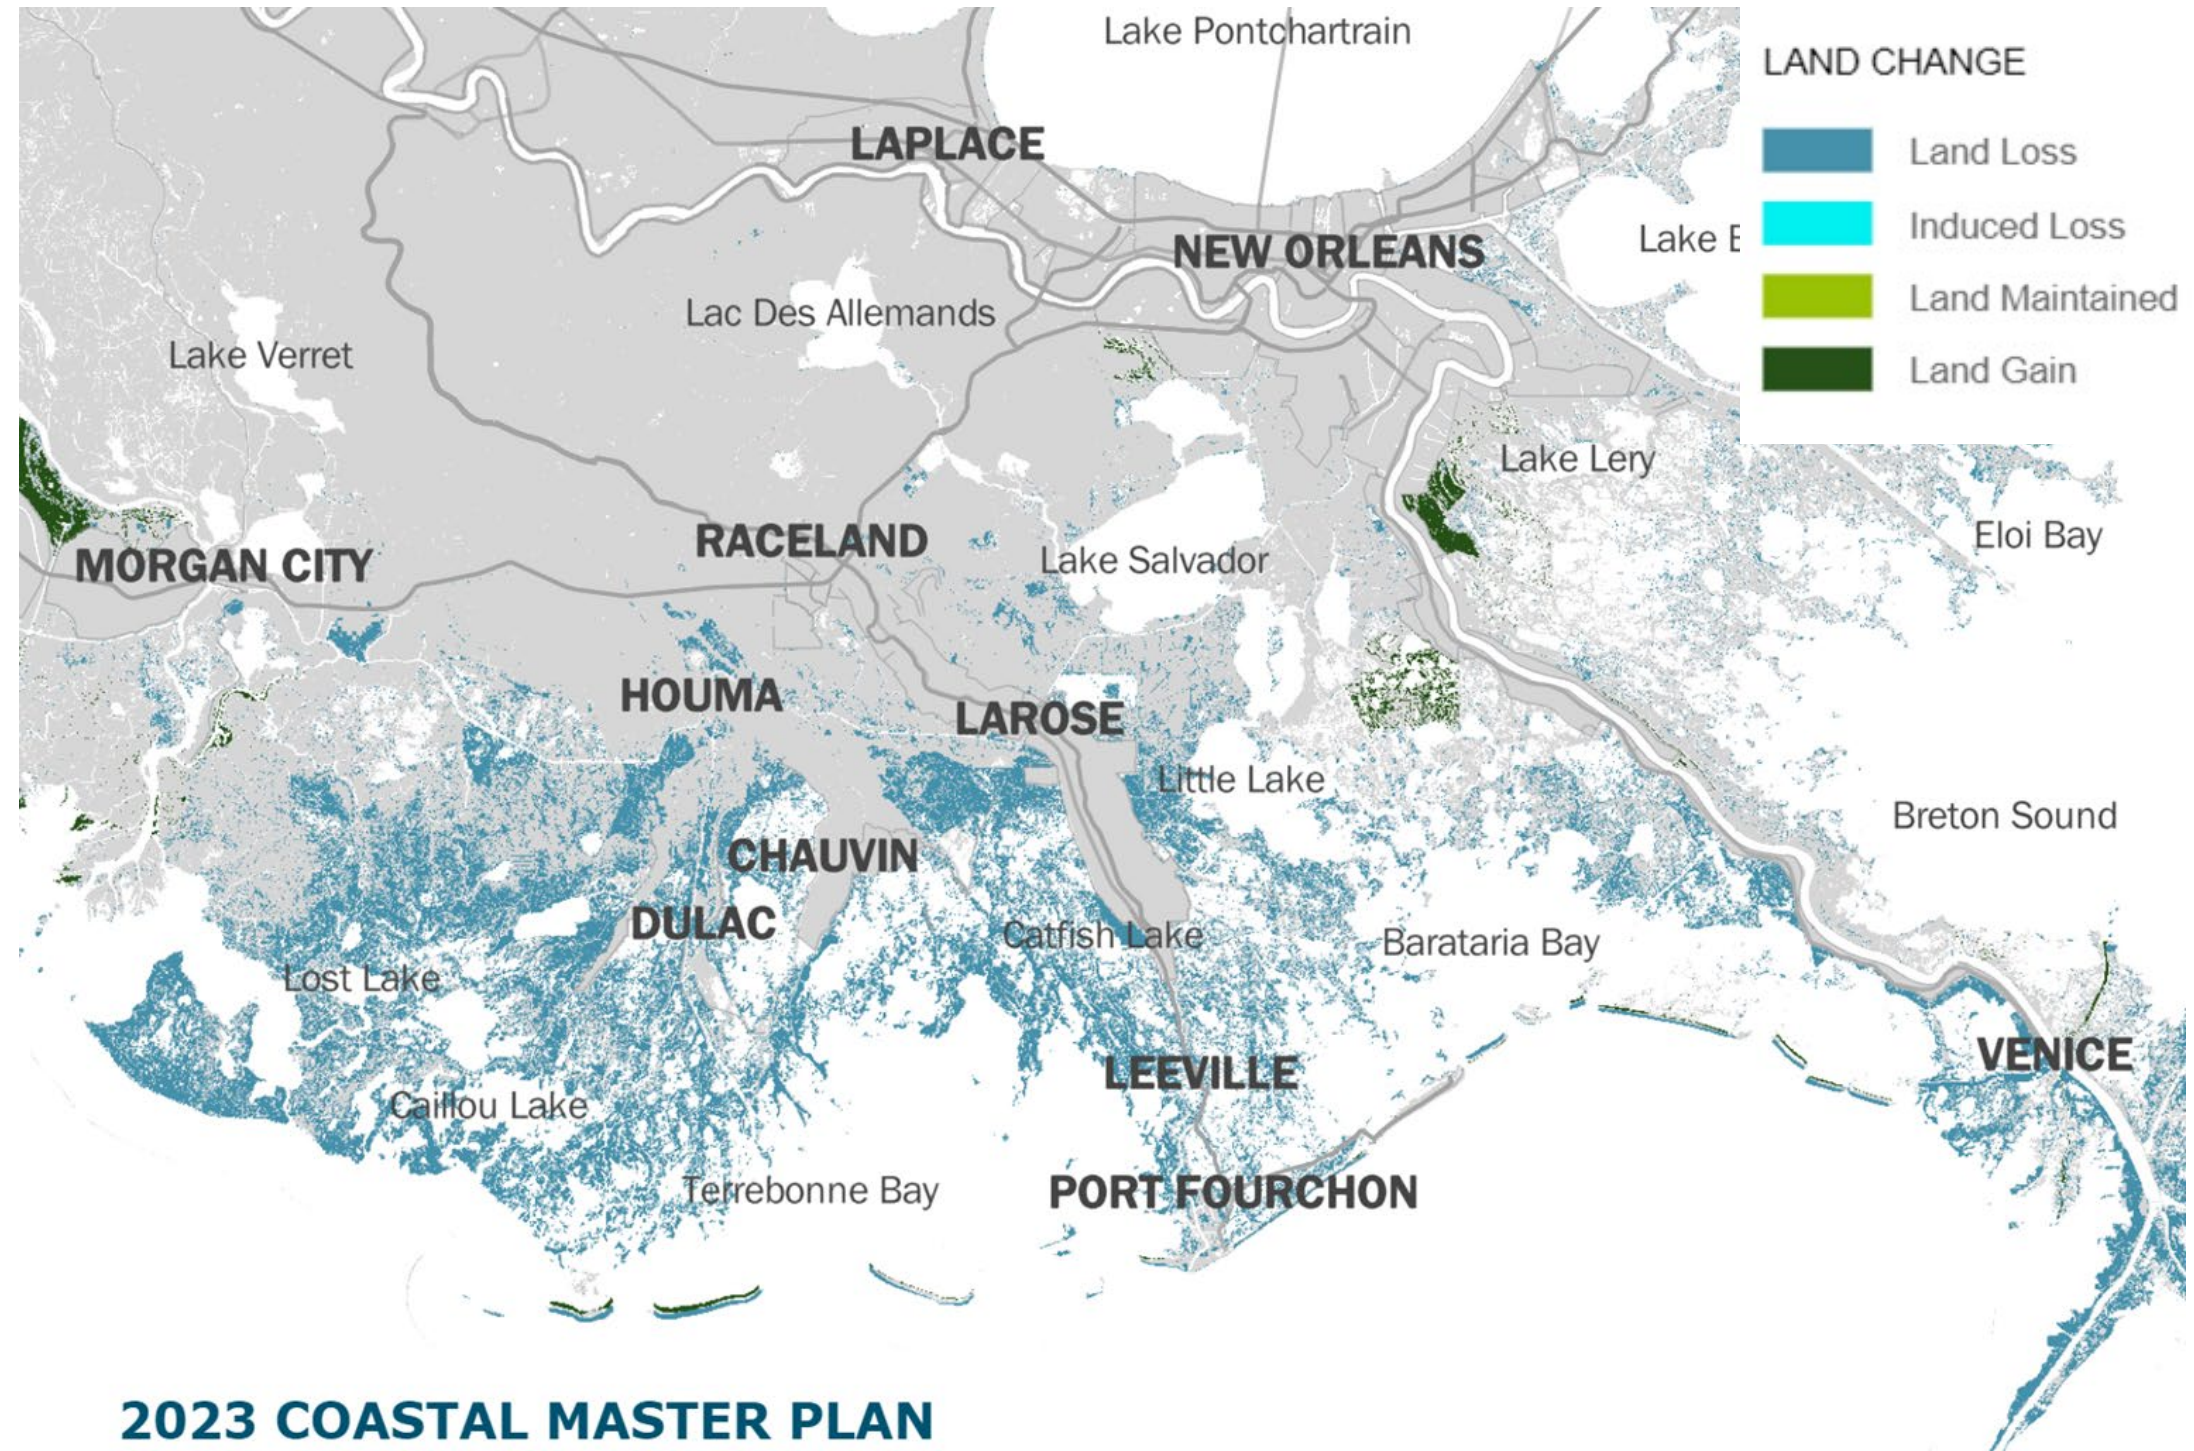 Lake Pontchartrain
LAND CHANGE
LAPLACE
Land Loss
Induced Loss
Lake
NEW ORLEANS
Land Maintained
Lac Des Allemands
Lake Verret
Land Gain
Lake Lery
Eloi Bay
RACELAND
Lake Salvador
MORGAN CITY
HOUMA
LAROSE
Little Lake
Breton Sound
CHAUVIN
DULAC
Catfish Lake
Barataria Bay
Lost Lake
VENICE
LEEVILLE
Caillou Lake
Terrebonne Bay
PORT FOURCHON
2023 COASTAL MASTER PLAN